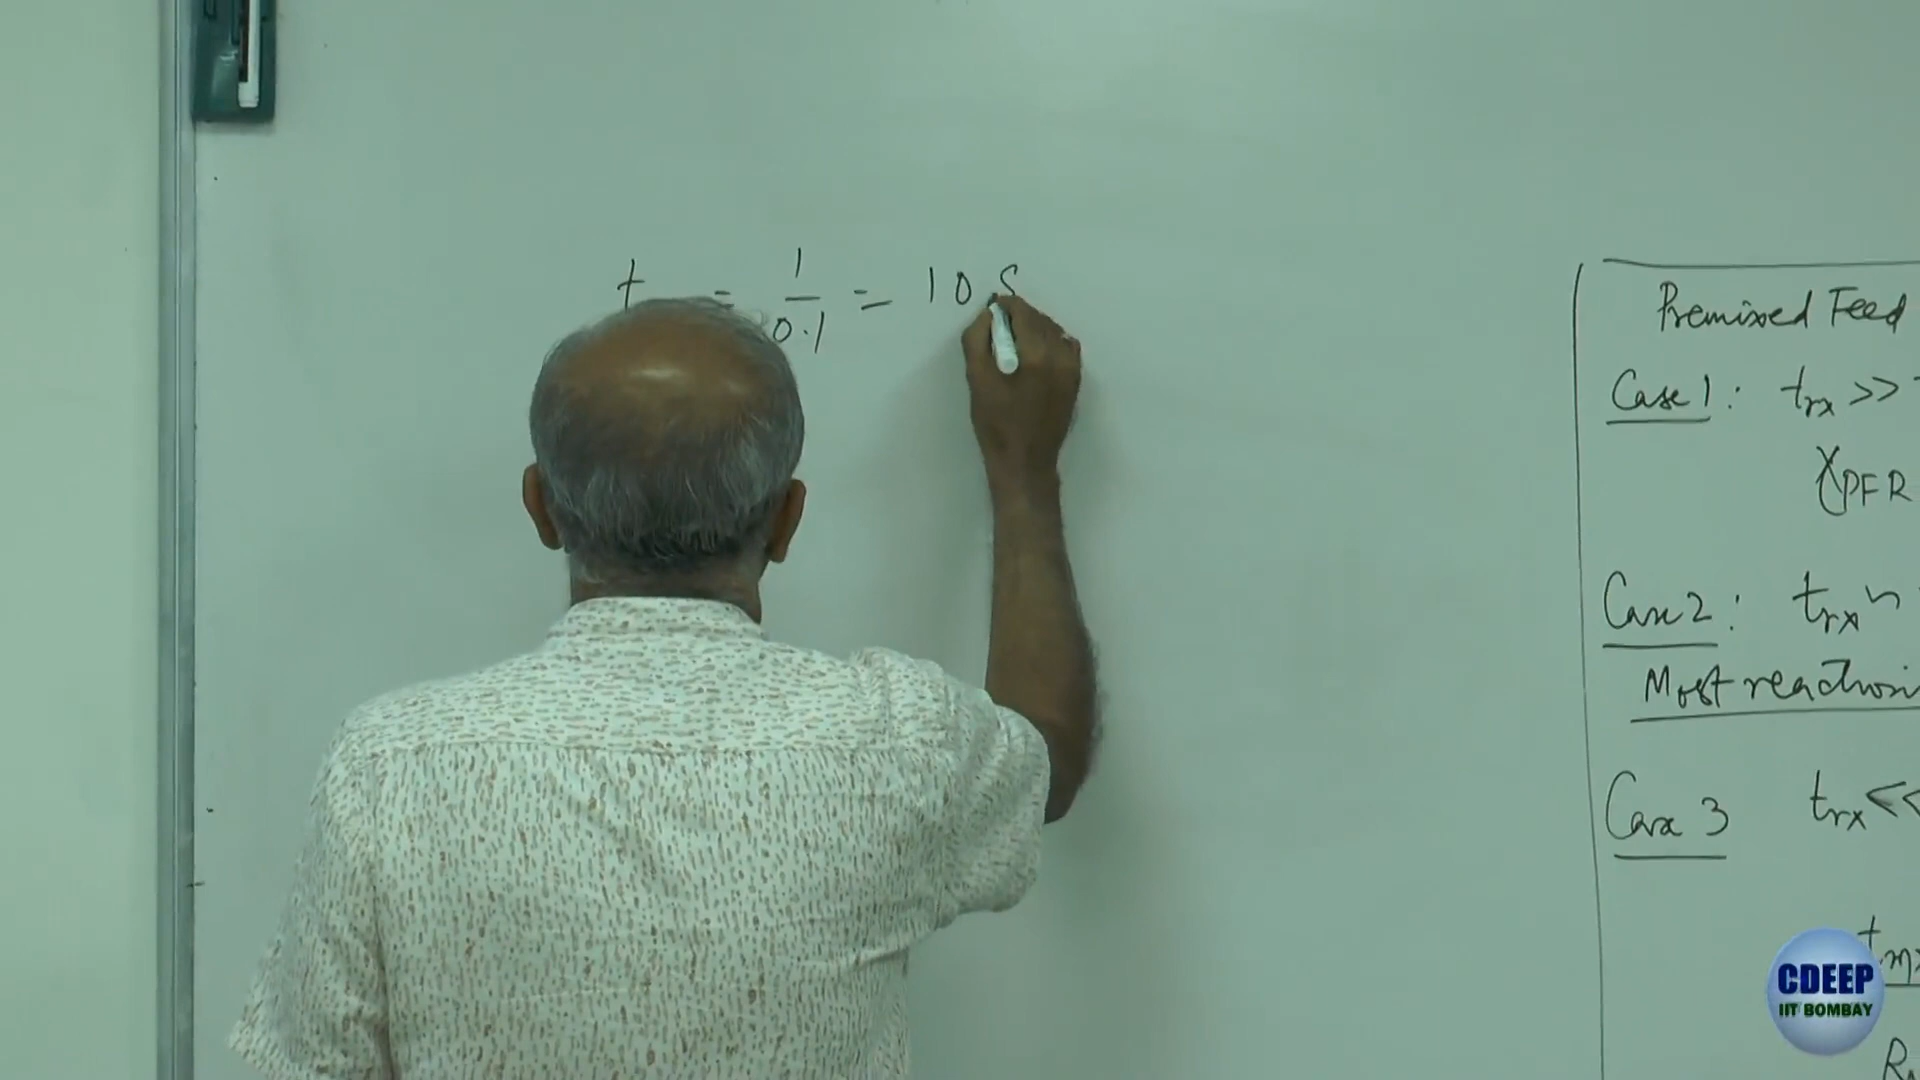 t = 1/0.1 = 10 s
Premixed Feed
Case 1 : trx >>
XPFR
Case 2 : trx ~
Most reaction
Case 3 trx <<
tmx
CDEEP
IIT BOMBAY